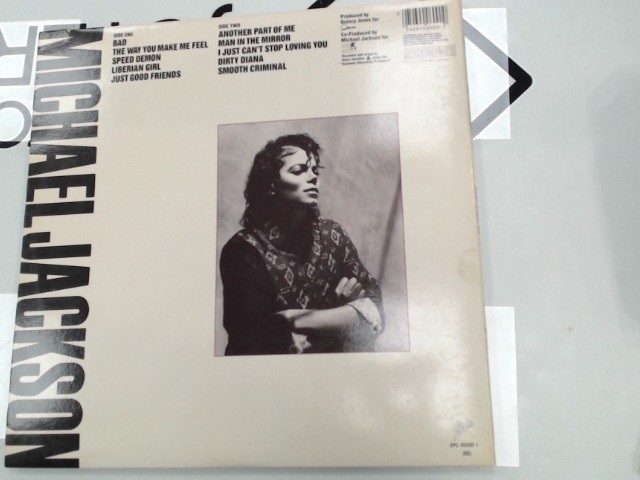 MICHAEL JACKSON
SIDE ONE
BAD
THE WAY YOU MAKE ME FEEL
SPEED DEMON
LIBERIAN GIRL
JUST GOOD FRIENDS
SIDE TWO
ANOTHER PART OF ME
MAN IN THE MIRROR
I JUST CAN'T STOP LOVING YOU
DIRTY DIANA
SMOOTH CRIMINAL
Produced by
Quincy Jones for
Co-Produced by
Michael Jackson for